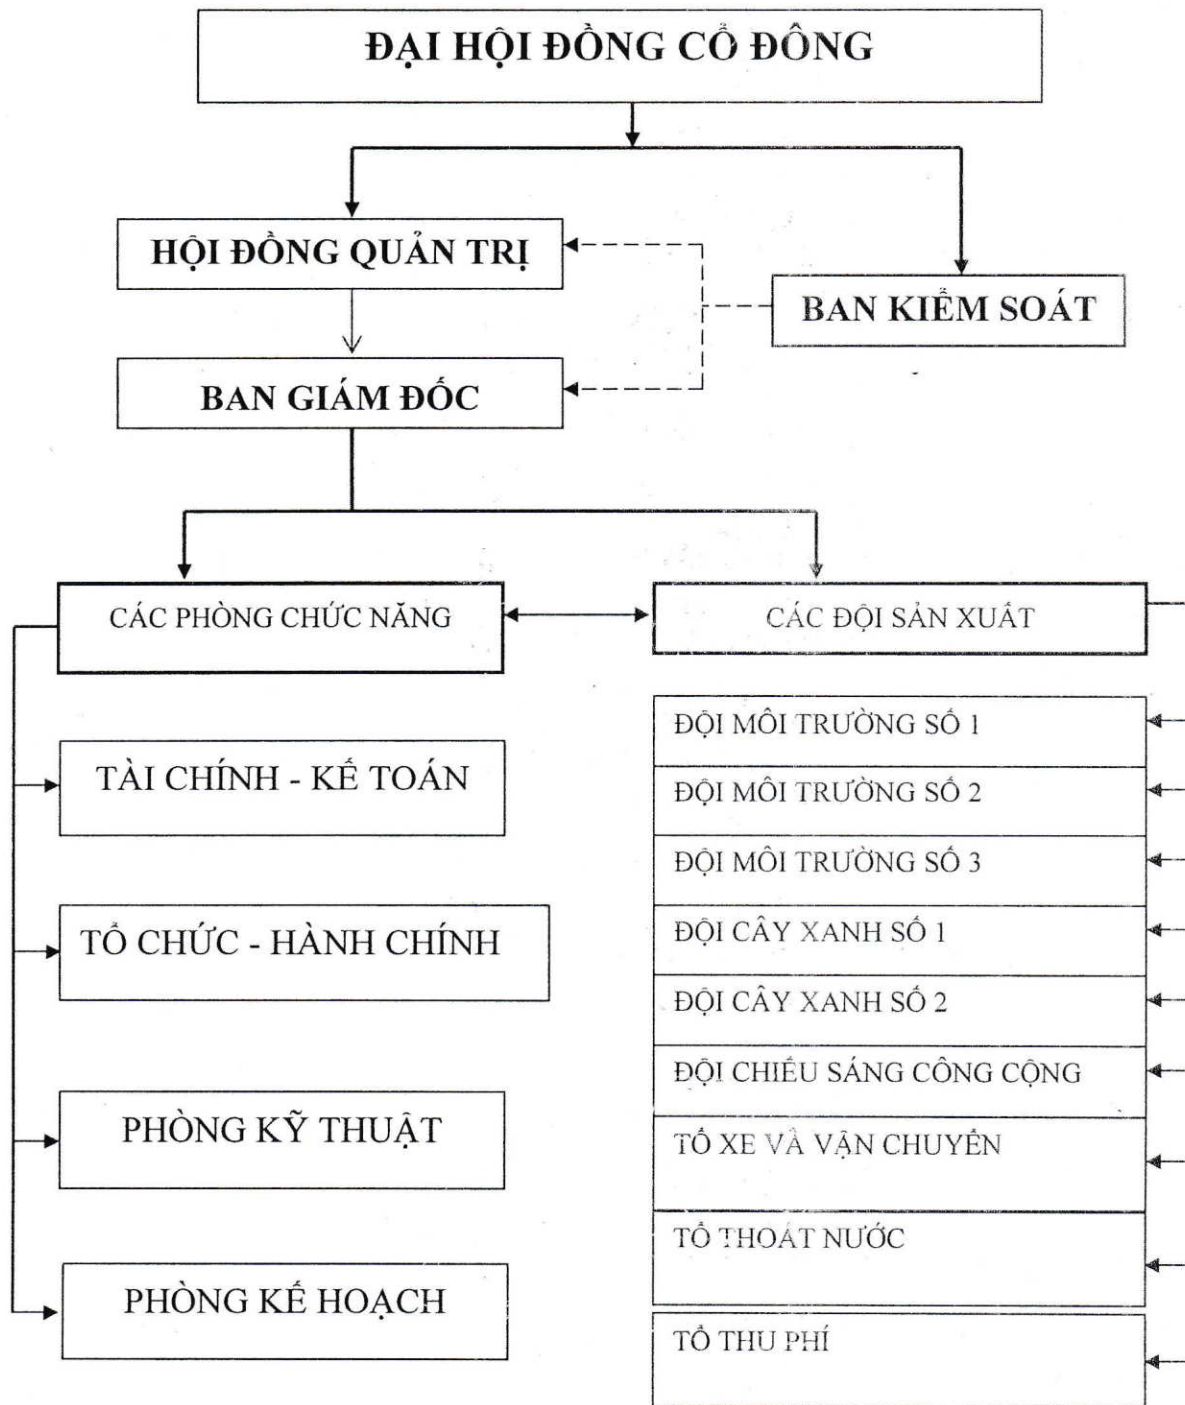 ĐẠI HỘI ĐỒNG CỔ ĐÔNG
HỘI ĐỒNG QUẢN TRỊ
BAN KIỂM SOÁT
BAN GIÁM ĐỐC
CÁC PHÒNG CHỨC NĂNG
CÁC ĐỘI SẢN XUẤT
TÀI CHÍNH - KẾ TOÁN
TỔ CHỨC - HÀNH CHÍNH
PHÒNG KỸ THUẬT
PHÒNG KẾ HOẠCH
ĐỘI MÔI TRƯỜNG SỐ 1
ĐỘI MÔI TRƯỜNG SỐ 2
ĐỘI MÔI TRƯỜNG SỐ 3
ĐỘI CÂY XANH SỐ 1
ĐỘI CÂY XANH SỐ 2
ĐỘI CHIẾU SÁNG CÔNG CỘNG
TỔ XE VÀ VẬN CHUYỂN
TỔ THOÁT NƯỚC
TỔ THU PHÍ